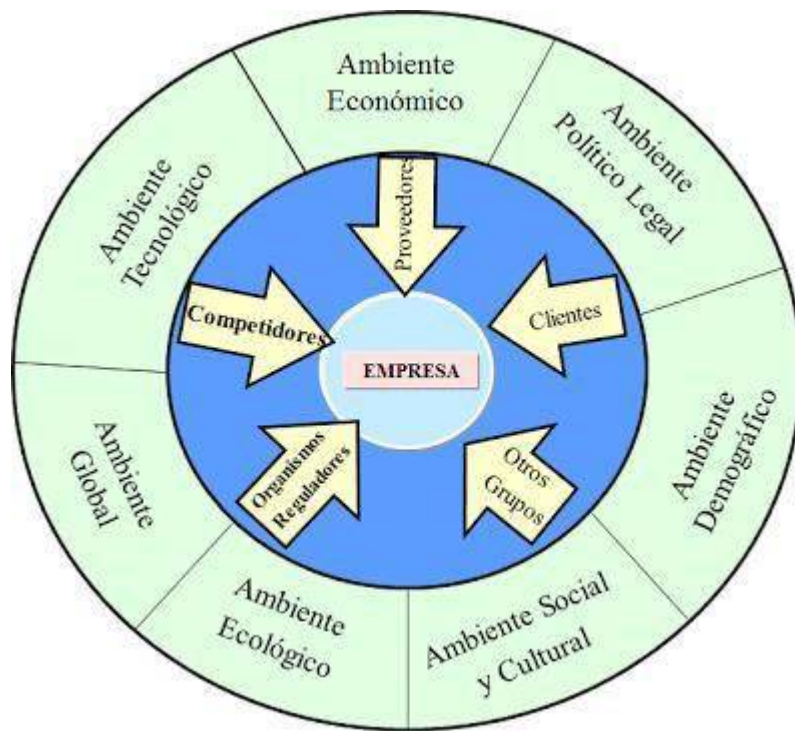 Ambiente
Económico
Ambiente
Político Legal
Ambiente
Tecnológico
Proveedores
Competidores
Clientes
EMPRESA
Ambiente
Global
Organismos
Reguladores
Otros
Grupos
Ambiente
Demográfico
Ambiente
Ecológico
Ambiente Social
y Cultural